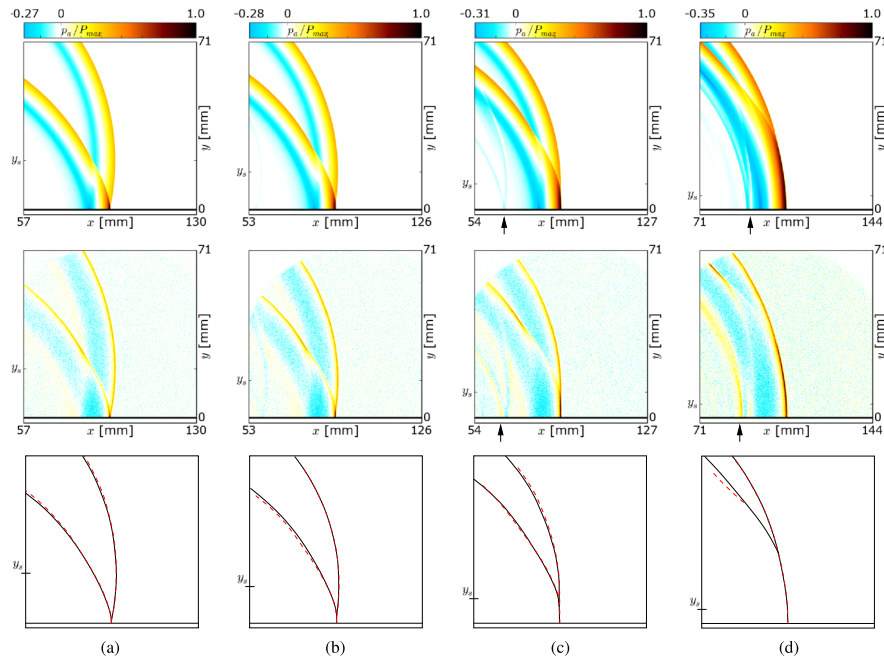 -0.27 0 1.0 -0.28 0 1.0 -0.31 0 1.0 -0.35 0 1.0
p_a/P_max p_a/P_max p_a/P_max p_a/P_max
71 71 71 71
y [mm] y [mm] y [mm] y [mm]
y_s y_s y_s y_s
0 0 0 0
57 x [mm] 130 53 x [mm] 126 54 x [mm] 127 71 x [mm] 144
71 71 71 71
y [mm] y [mm] y [mm] y [mm]
y_s y_s y_s y_s
0 0 0 0
57 x [mm] 130 53 x [mm] 126 54 x [mm] 127 71 x [mm] 144
y_s y_s y_s y_s
(a) (b) (c) (d)